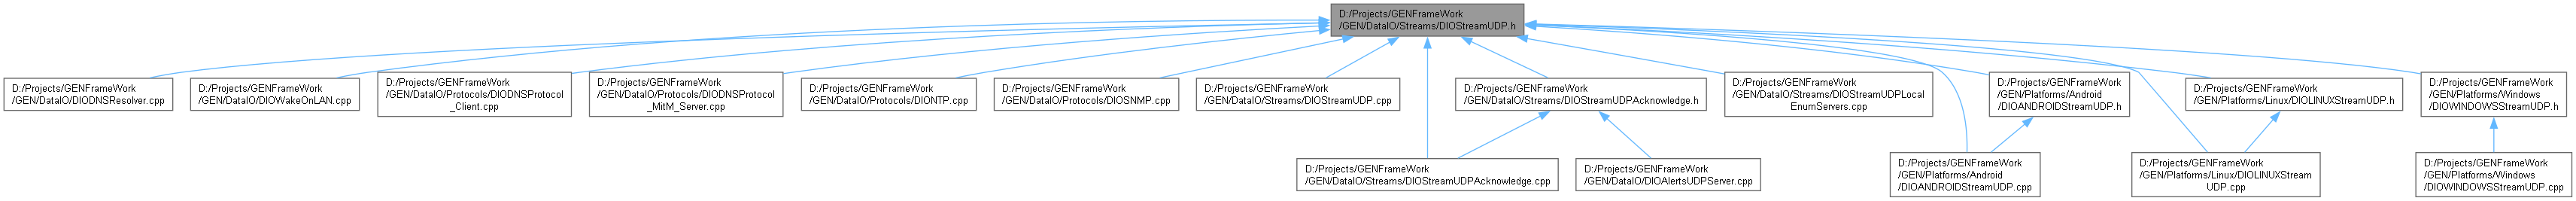 D:/Projects/GENFrameWork
/GEN/DataIO/Streams/DIOStreamUDP.h
D:/Projects/GENFrameWork
/GEN/DataIO/DIODNSResolver.cpp
D:/Projects/GENFrameWork
/GEN/DataIO/DIOWakeOnLAN.cpp
D:/Projects/GENFrameWork
/GEN/DataIO/Protocols/DIODNSProtocol
_Client.cpp
D:/Projects/GENFrameWork
/GEN/DataIO/Protocols/DIODNSProtocol
_MitM_Server.cpp
D:/Projects/GENFrameWork
/GEN/DataIO/Protocols/DIONTP.cpp
D:/Projects/GENFrameWork
/GEN/DataIO/Protocols/DIOSNMP.cpp
D:/Projects/GENFrameWork
/GEN/DataIO/Streams/DIOStreamUDP.cpp
D:/Projects/GENFrameWork
/GEN/DataIO/Streams/DIOStreamUDPAcknowledge.h
D:/Projects/GENFrameWork
/GEN/DataIO/Streams/DIOStreamUDPLocal
EnumServers.cpp
D:/Projects/GENFrameWork
/GEN/Platforms/Android
/DIOANDROIDStreamUDP.h
D:/Projects/GENFrameWork
/GEN/Platforms/Linux/DIOLINUXStreamUDP.h
D:/Projects/GENFrameWork
/GEN/Platforms/Windows
/DIOWINDOWSStreamUDP.h
D:/Projects/GENFrameWork
/GEN/DataIO/Streams/DIOStreamUDPAcknowledge.cpp
D:/Projects/GENFrameWork
/GEN/DataIO/DIOAlertsUDPServer.cpp
D:/Projects/GENFrameWork
/GEN/Platforms/Android
/DIOANDROIDStreamUDP.cpp
D:/Projects/GENFrameWork
/GEN/Platforms/Linux/DIOLINUXStream
UDP.cpp
D:/Projects/GENFrameWork
/GEN/Platforms/Windows
/DIOWINDOWSStreamUDP.cpp